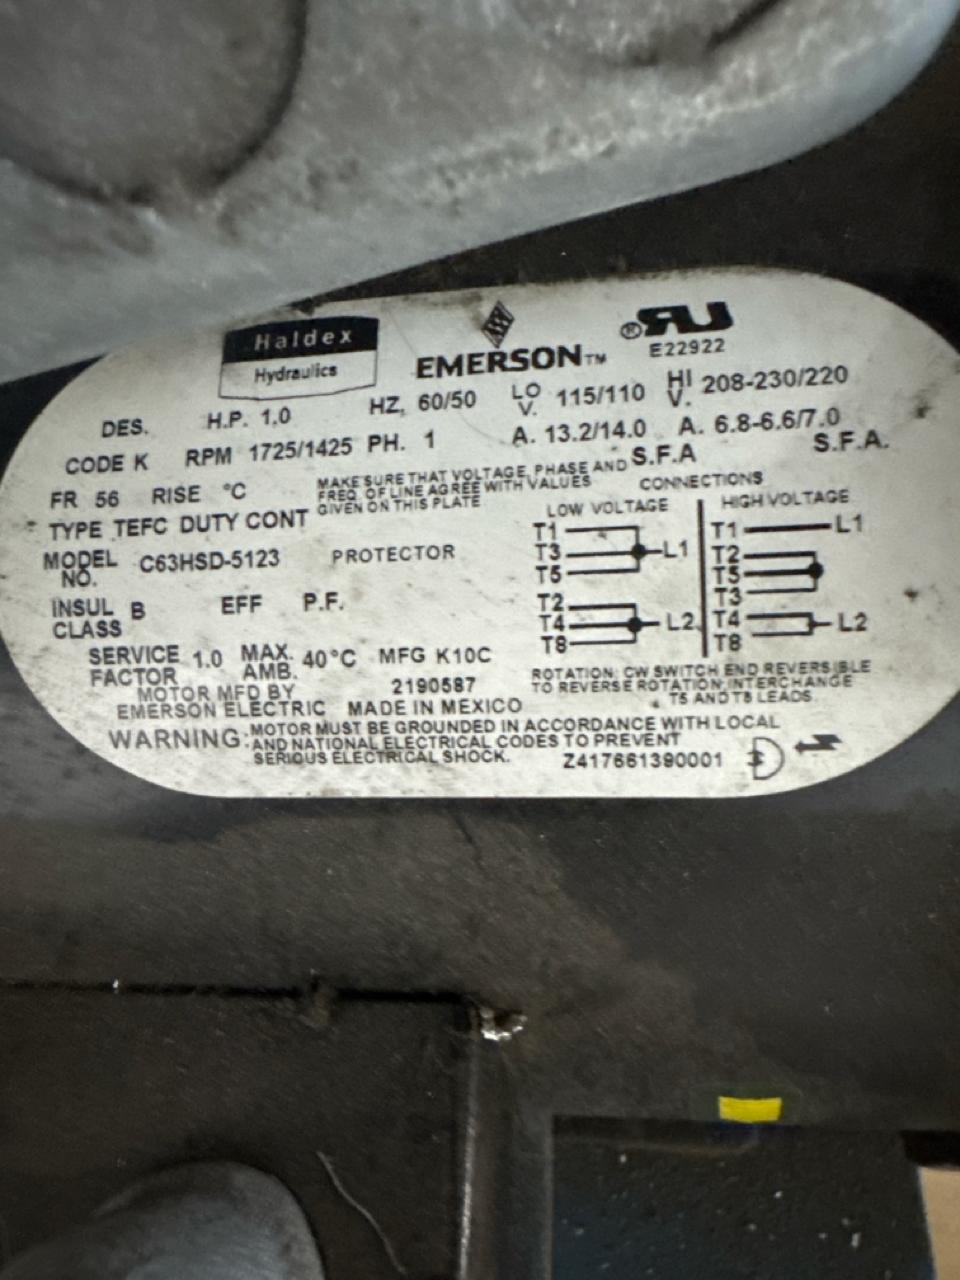 Haldex
Hydraulics
EMERSON™
® RU
E22922
DES. H.P. 1.0 HZ. 60/50 LO V. 115/110 HI V. 208-230/220
CODE K RPM 1725/1425 PH. 1 A. 13.2/14.0 A. 6.8-6.6/7.0
S.F.A S.F.A.
FR 56 RISE °C
MAKE SURE THAT VOLTAGE, PHASE AND
FREQ. OF LINE AGREE WITH VALUES
GIVEN ON THIS PLATE
TYPE TEFC DUTY CONT
MODEL NO. C63HSD-5123 PROTECTOR
INSUL CLASS B EFF P.F.
SERVICE FACTOR 1.0 MAX. AMB. 40°C MFG K10C
MOTOR MFD BY 2190587
EMERSON ELECTRIC MADE IN MEXICO
CONNECTIONS
LOW VOLTAGE
T1
T3 L1
T5
T2
T4 L2
T8
HIGH VOLTAGE
T1 L1
T2
T5
T3
T4 L2
T8
ROTATION: CW SWITCH END REVERSIBLE
TO REVERSE ROTATION, INTERCHANGE
T5 AND T8 LEADS
WARNING: MOTOR MUST BE GROUNDED IN ACCORDANCE WITH LOCAL
AND NATIONAL ELECTRICAL CODES TO PREVENT
SERIOUS ELECTRICAL SHOCK.
Z417661390001